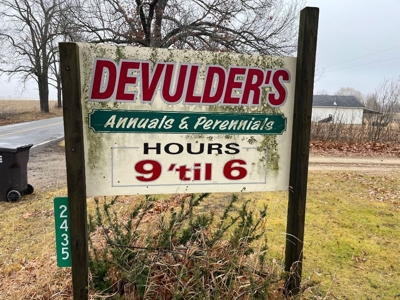 DEVULDER'S
Annuals & Perennials
HOURS
9 'til 6
2435